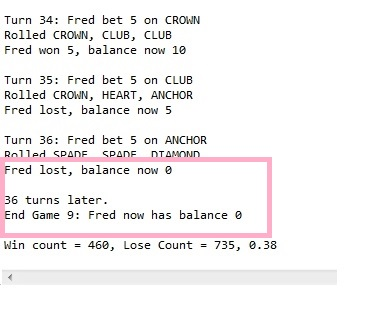 Turn 34: Fred bet 5 on CROWN
Rolled CROWN, CLUB, CLUB
Fred won 5, balance now 10
Turn 35: Fred bet 5 on CLUB
Rolled CROWN, HEART, ANCHOR
Fred lost, balance now 5
Turn 36: Fred bet 5 on ANCHOR
Rolled SPADE, SPADE, DIAMOND
Fred lost, balance now 0
36 turns later.
End Game 9: Fred now has balance 0
Win count = 460, Lose Count = 735, 0.38